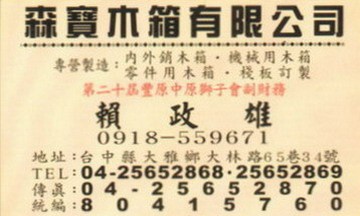 森寶木箱有限公司
專營製造：內外銷木箱·機械用木箱
零件用木箱·棧板訂製
第二十屆豐原中原獅子會副財務
賴政雄
0918-559671
地址：台中縣大雅鄉大林路65巷34號
TEL:04-25652868·25652869
傳真:04-25652870
統編:80415760